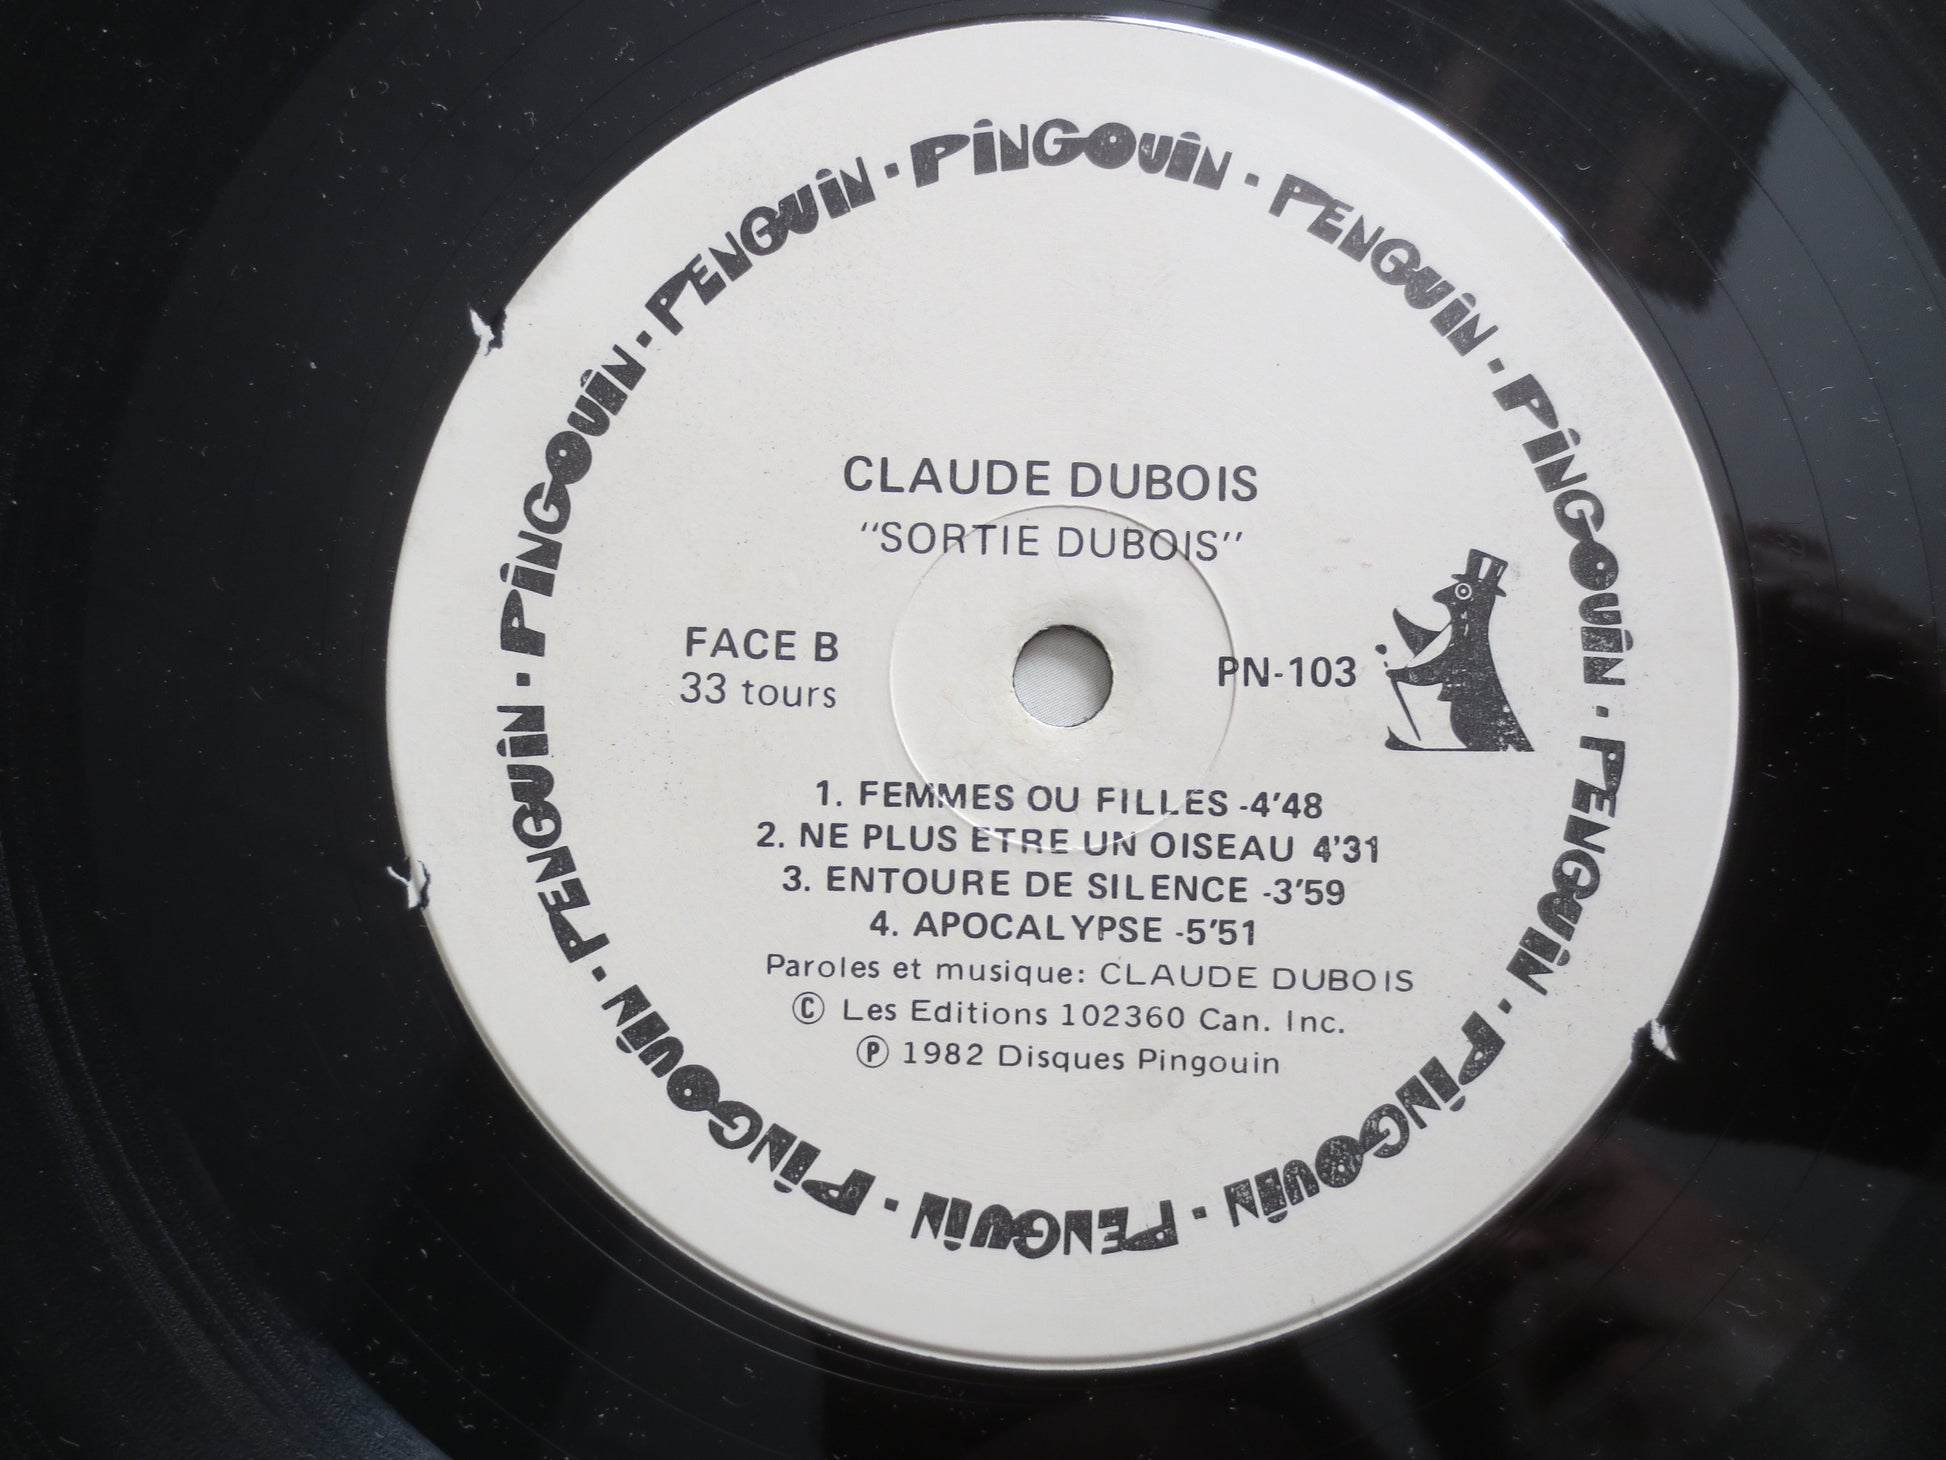 PiNGOUiN · PENGUiN · PiNGOUiN · PENGUiN · PiNGOUiN · PENGUiN · PiNGOUiN · PENGUiN · PiNGOUiN · PENGUiN ·
CLAUDE DUBOIS
"SORTIE DUBOIS"
FACE B
33 tours
PN-103
1. FEMMES OU FILLES -4'48
2. NE PLUS ETRE UN OISEAU 4'31
3. ENTOURE DE SILENCE -3'59
4. APOCALYPSE -5'51
Paroles et musique: CLAUDE DUBOIS
© Les Editions 102360 Can. Inc.
℗ 1982 Disques Pingouin